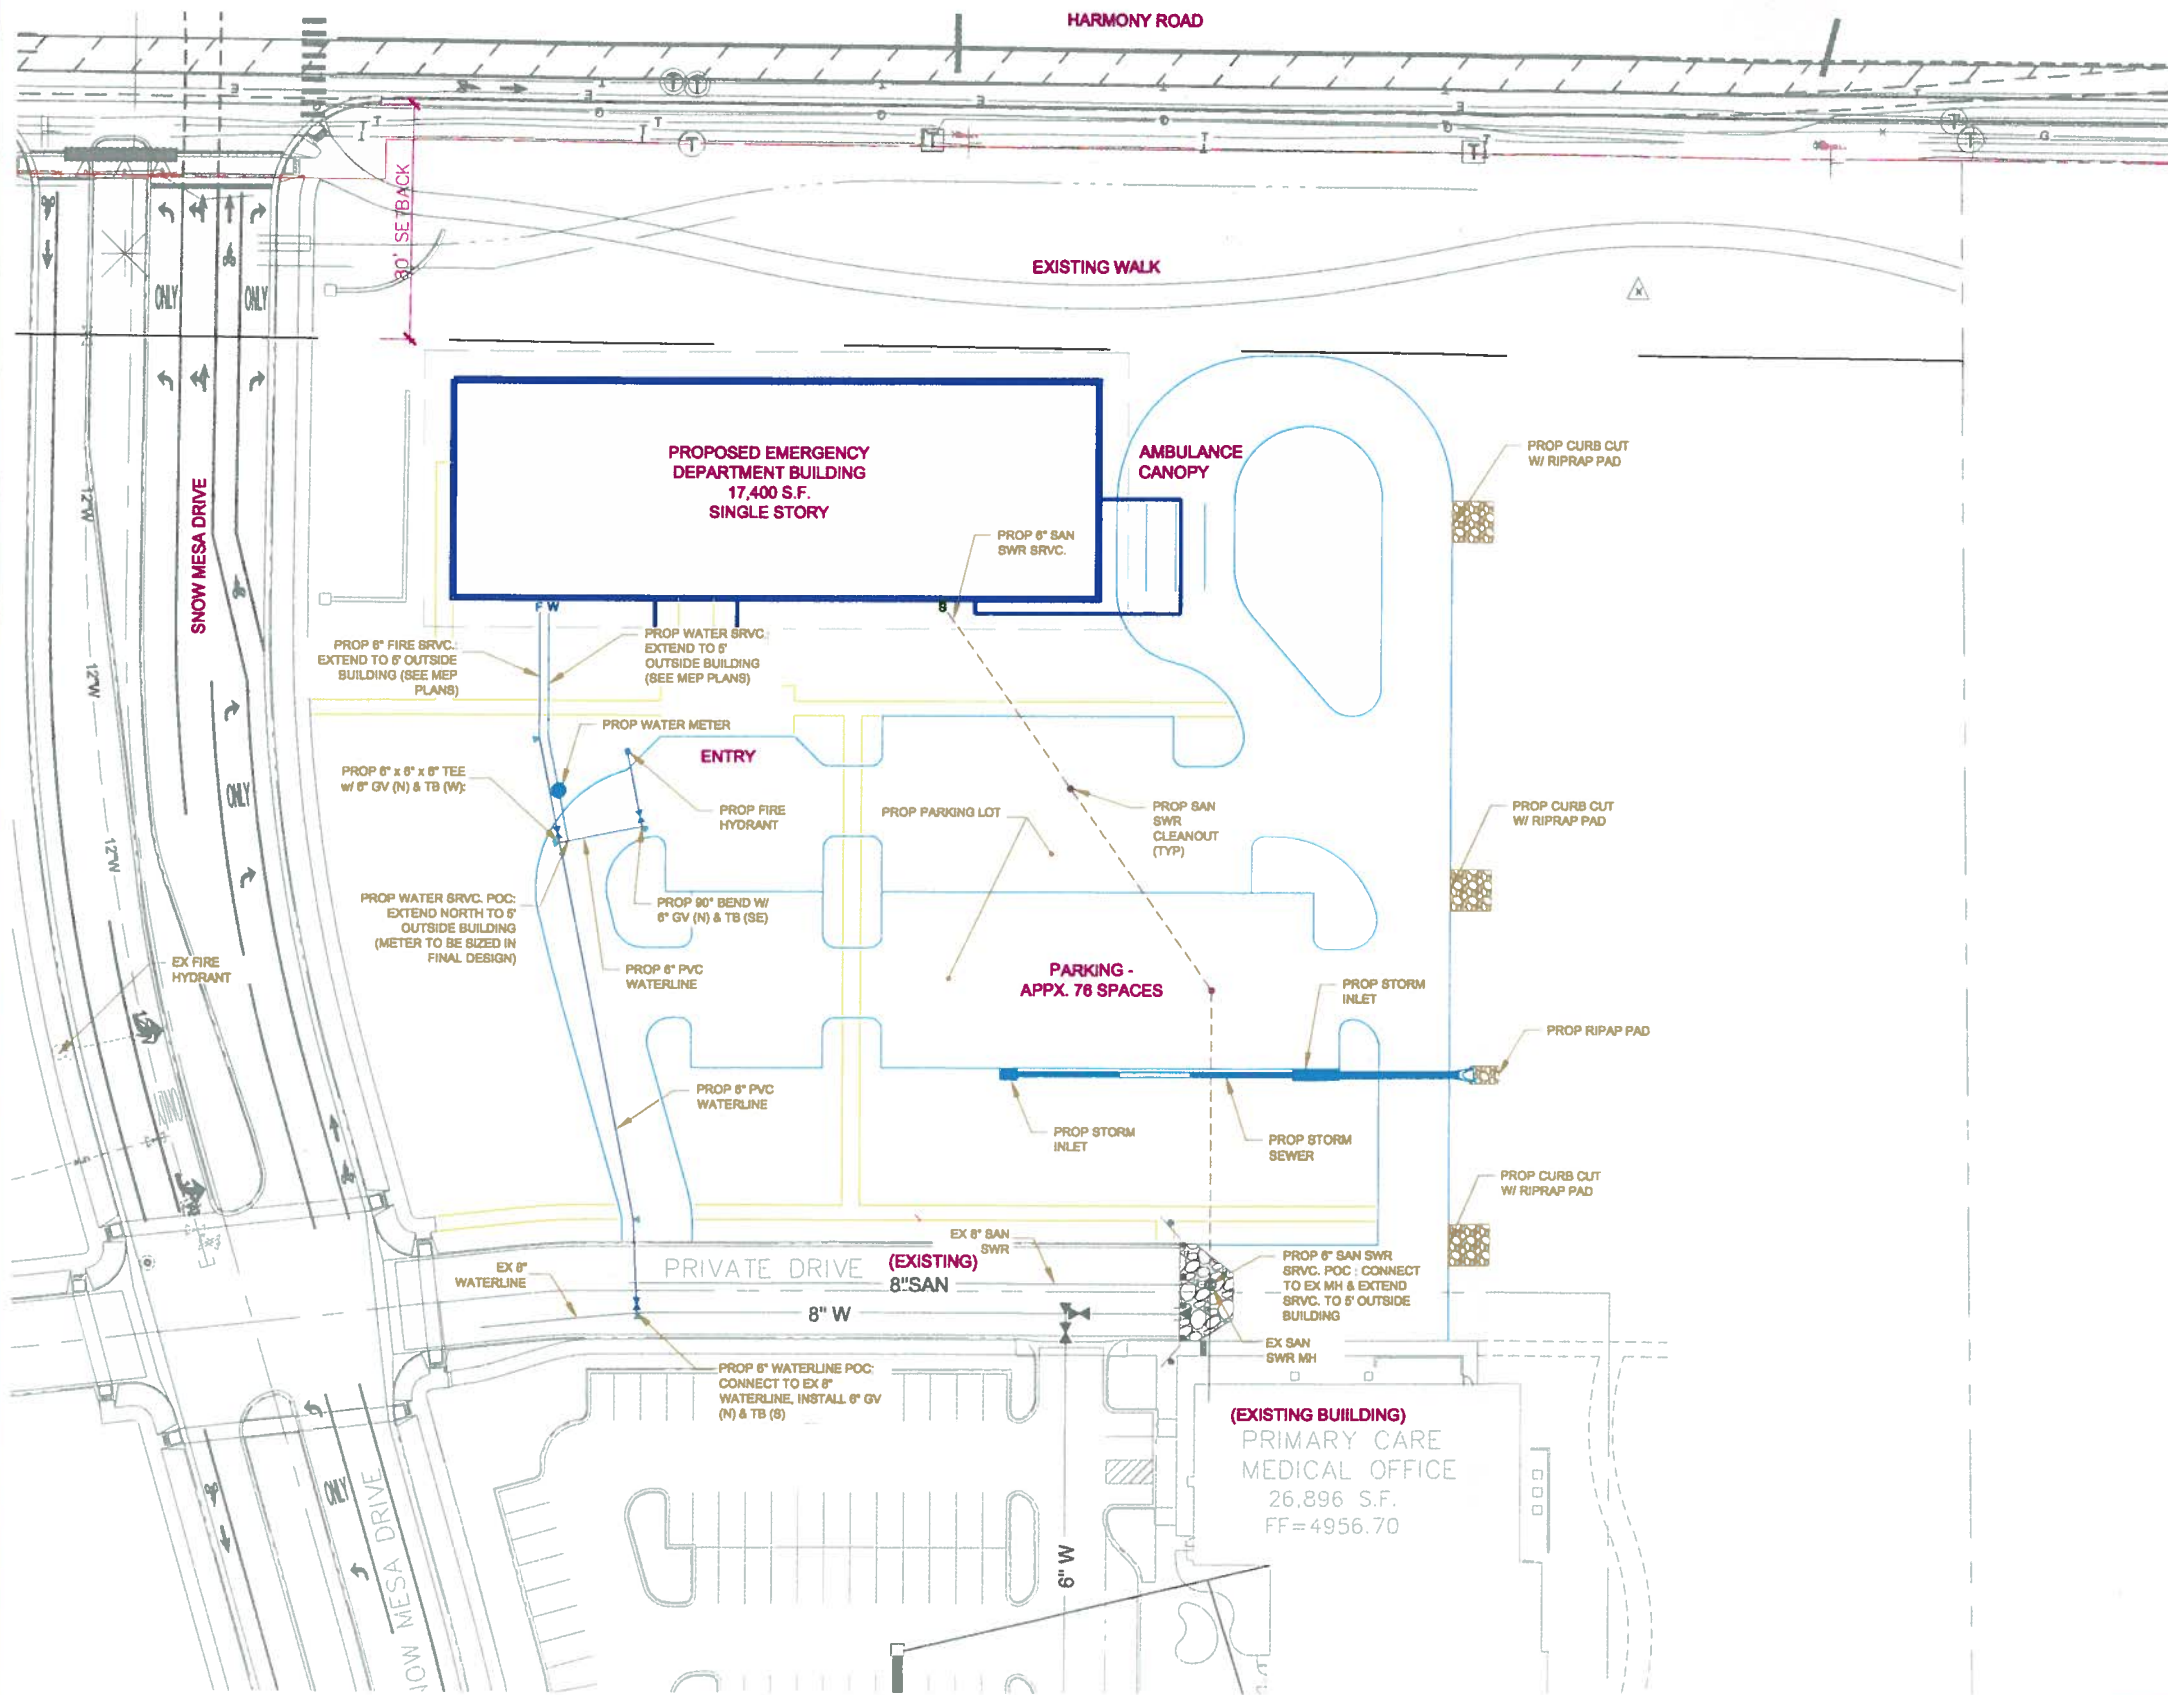 HARMONY ROAD
80' SETBACK
EXISTING WALK
ONLY
ONLY
SNOW MESA DRIVE
12"W
12"W
12"W
ONLY
PROPOSED EMERGENCY
DEPARTMENT BUILDING
17,400 S.F.
SINGLE STORY
AMBULANCE
CANOPY
PROP CURB CUT
W/ RIPRAP PAD
PROP 6" SAN
SWR SRVC.
F W
S
PROP 6" FIRE SRVC.:
EXTEND TO 5' OUTSIDE
BUILDING (SEE MEP
PLANS)
PROP WATER SRVC:
EXTEND TO 5'
OUTSIDE BUILDING
(SEE MEP PLANS)
PROP WATER METER
ENTRY
PROP 6" x 6" x 6" TEE
w/ 6" GV (N) & TB (W):
PROP FIRE
HYDRANT
PROP PARKING LOT
PROP SAN
SWR
CLEANOUT
(TYP)
PROP CURB CUT
W/ RIPRAP PAD
PROP WATER SRVC. POC:
EXTEND NORTH TO 5'
OUTSIDE BUILDING
(METER TO BE SIZED IN
FINAL DESIGN)
PROP 90° BEND W/
6" GV (N) & TB (SE)
EX FIRE
HYDRANT
PROP 6" PVC
WATERLINE
PARKING -
APPX. 76 SPACES
PROP STORM
INLET
PROP RIPAP PAD
PROP 6" PVC
WATERLINE
ONLY
PROP STORM
INLET
PROP STORM
SEWER
PROP CURB CUT
W/ RIPRAP PAD
EX 8" SAN
SWR
EX 8"
WATERLINE
PRIVATE DRIVE
(EXISTING)
8"SAN
8" W
PROP 6" SAN SWR
SRVC. POC : CONNECT
TO EX MH & EXTEND
SRVC. TO 5' OUTSIDE
BUILDING
EX SAN
SWR MH
PROP 6" WATERLINE POC:
CONNECT TO EX 8"
WATERLINE, INSTALL 6" GV
(N) & TB (S)
(EXISTING BUIILDING)
PRIMARY CARE
MEDICAL OFFICE
26,896 S.F.
FF=4956.70
6" W
ONLY
SNOW MESA DRIVE